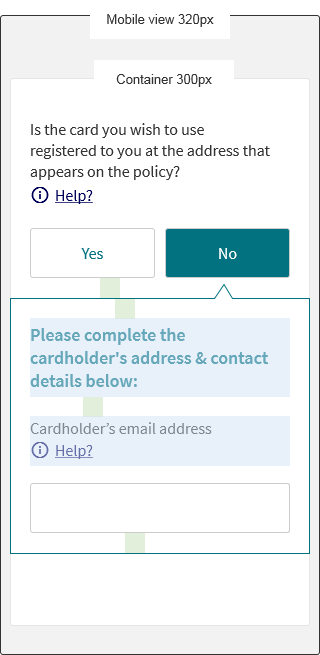 Mobile view 320px
Container 300px
Is the card you wish to use
registered to you at the address that
appears on the policy?
Help?
Yes No
Please complete the
cardholder's address & contact
details below:
Cardholder’s email address
Help?